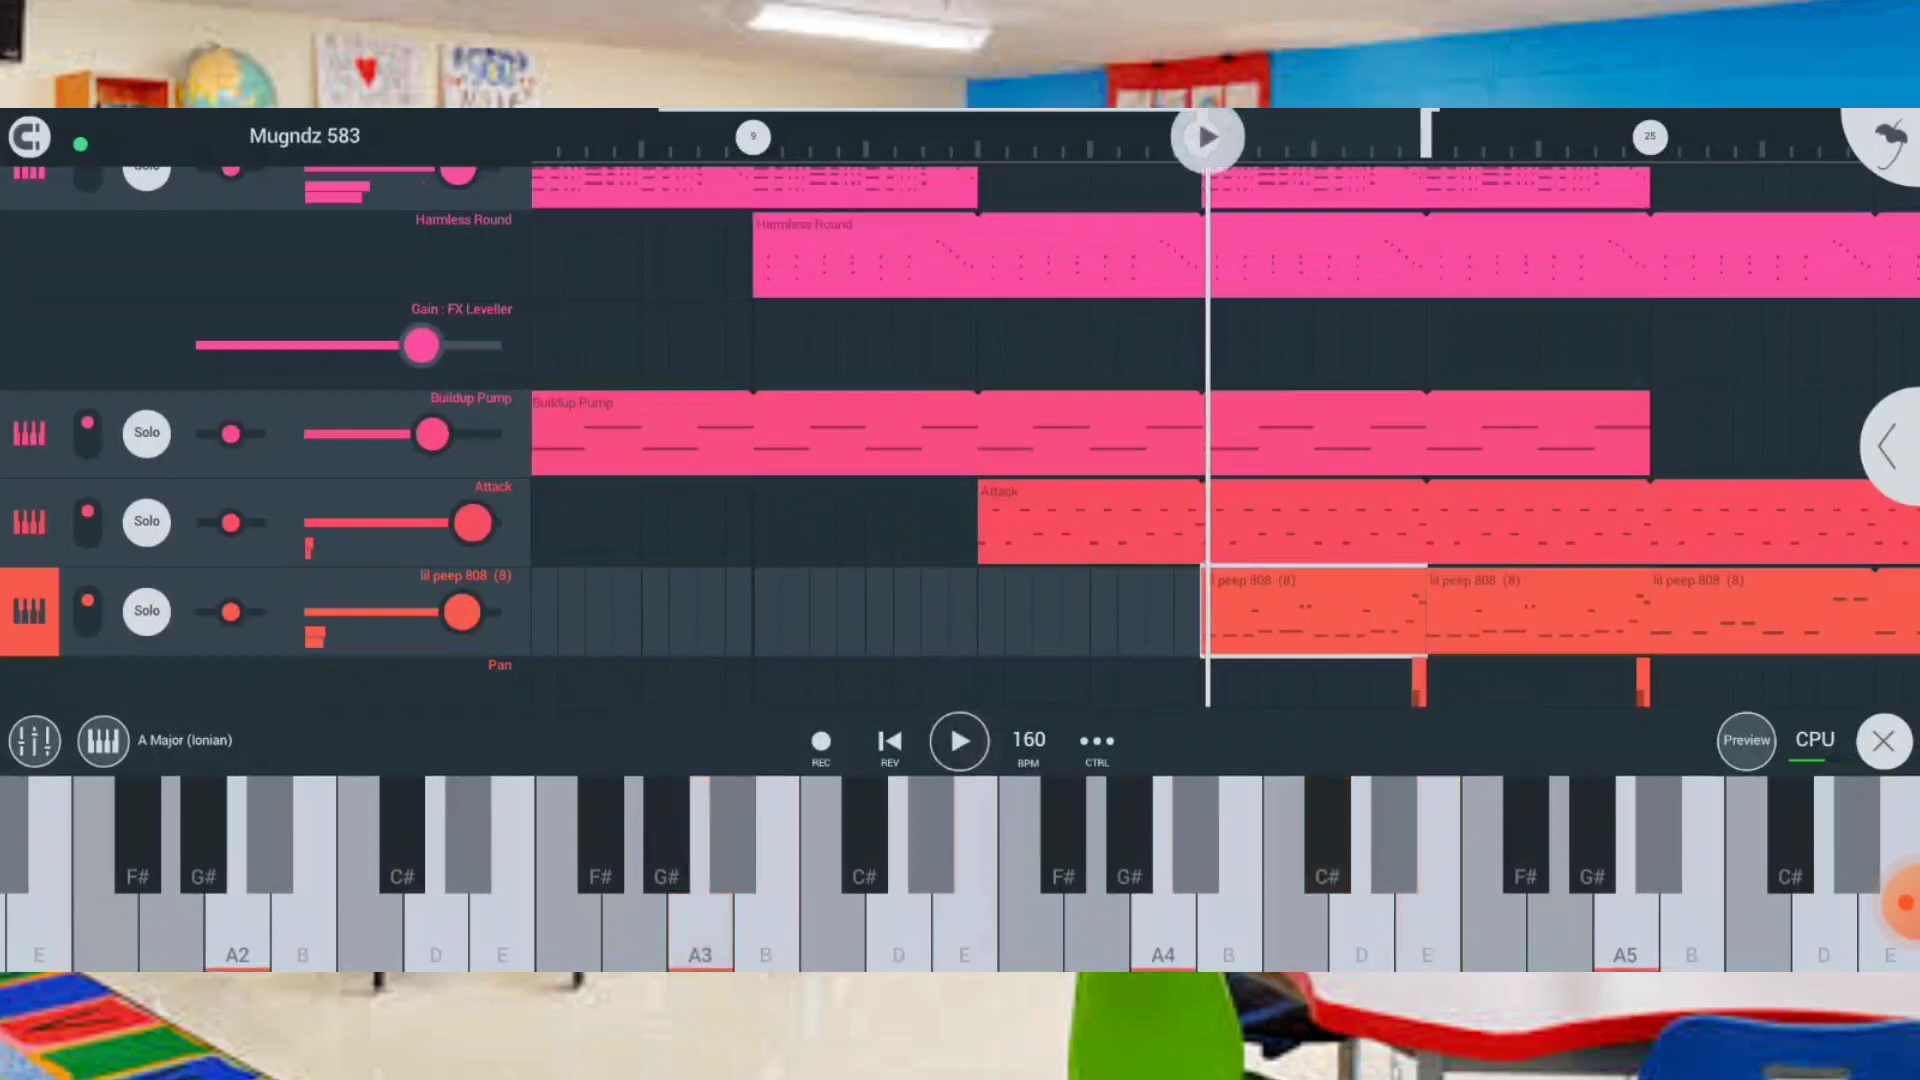 Mugndz 583
9
25
Solo
Harmless Round
Harmless Round
Gain : FX Leveller
Buildup Pump
Buildup Pump
Solo
Attack
Attack
Solo
lil peep 808 (8)
peep 808 (8)
lil peep 808 (8)
lil peep 808 (8)
Solo
Pan
A Major (Ionian)
REC
REV
160
BPM
CTRL
Preview
CPU
F# G# C# F# G# C# F# G# C# F# G# C#
E A2 B D E A3 B D E A4 B D E A5 B D E